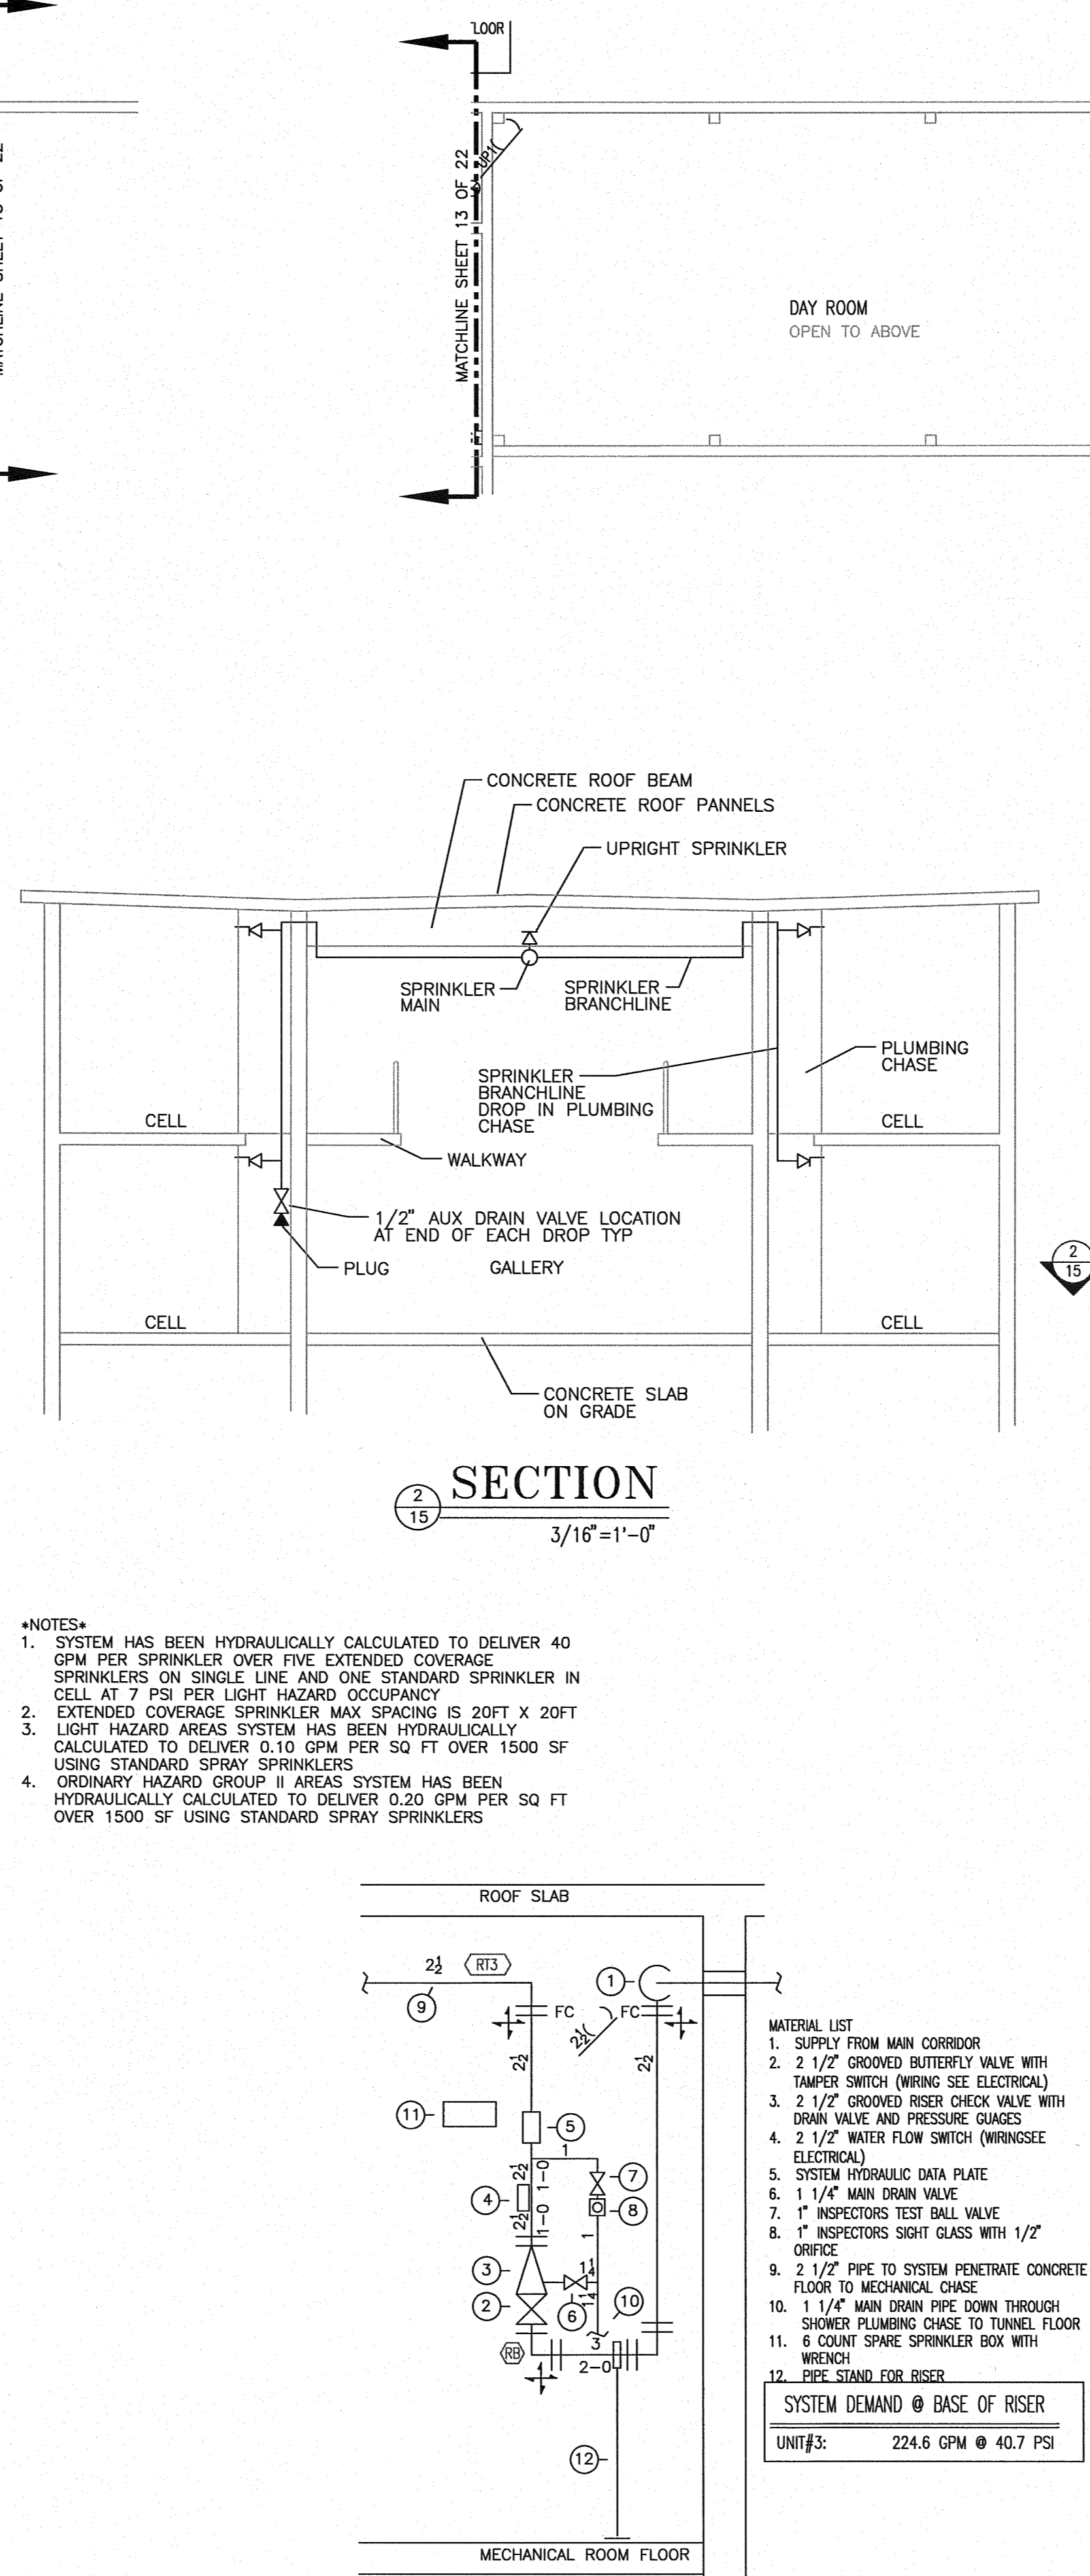 LOOR
MATCHLINE SHEET 13 OF 22
UP1
DAY ROOM
OPEN TO ABOVE
CONCRETE ROOF BEAM
CONCRETE ROOF PANNELS
UPRIGHT SPRINKLER
SPRINKLER
MAIN
SPRINKLER
BRANCHLINE
PLUMBING
CHASE
SPRINKLER
BRANCHLINE
DROP IN PLUMBING
CHASE
CELL
CELL
WALKWAY
1/2" AUX DRAIN VALVE LOCATION
AT END OF EACH DROP TYP
PLUG
GALLERY
2
15
CELL
CELL
CONCRETE SLAB
ON GRADE
2
15
SECTION
3/16"=1'-0"
*NOTES*
1. SYSTEM HAS BEEN HYDRAULICALLY CALCULATED TO DELIVER 40
GPM PER SPRINKLER OVER FIVE EXTENDED COVERAGE
SPRINKLERS ON SINGLE LINE AND ONE STANDARD SPRINKLER IN
CELL AT 7 PSI PER LIGHT HAZARD OCCUPANCY
2. EXTENDED COVERAGE SPRINKLER MAX SPACING IS 20FT X 20FT
3. LIGHT HAZARD AREAS SYSTEM HAS BEEN HYDRAULICALLY
CALCULATED TO DELIVER 0.10 GPM PER SQ FT OVER 1500 SF
USING STANDARD SPRAY SPRINKLERS
4. ORDINARY HAZARD GROUP II AREAS SYSTEM HAS BEEN
HYDRAULICALLY CALCULATED TO DELIVER 0.20 GPM PER SQ FT
OVER 1500 SF USING STANDARD SPRAY SPRINKLERS
ROOF SLAB
2½
RT3
1
9
FC
FC
2½
2½
2½
11
5
1
2½
1-0
7
4
8
2½
1-0
1
3
1¼
2
6
1¼
10
RB
3
2-0
12
MECHANICAL ROOM FLOOR
MATERIAL LIST
1. SUPPLY FROM MAIN CORRIDOR
2. 2 1/2" GROOVED BUTTERFLY VALVE WITH
TAMPER SWITCH (WIRING SEE ELECTRICAL)
3. 2 1/2" GROOVED RISER CHECK VALVE WITH
DRAIN VALVE AND PRESSURE GUAGES
4. 2 1/2" WATER FLOW SWITCH (WIRINGSEE
ELECTRICAL)
5. SYSTEM HYDRAULIC DATA PLATE
6. 1 1/4" MAIN DRAIN VALVE
7. 1" INSPECTORS TEST BALL VALVE
8. 1" INSPECTORS SIGHT GLASS WITH 1/2"
ORIFICE
9. 2 1/2" PIPE TO SYSTEM PENETRATE CONCRETE
FLOOR TO MECHANICAL CHASE
10. 1 1/4" MAIN DRAIN PIPE DOWN THROUGH
SHOWER PLUMBING CHASE TO TUNNEL FLOOR
11. 6 COUNT SPARE SPRINKLER BOX WITH
WRENCH
12. PIPE STAND FOR RISER
SYSTEM DEMAND @ BASE OF RISER
UNIT#3: 224.6 GPM @ 40.7 PSI